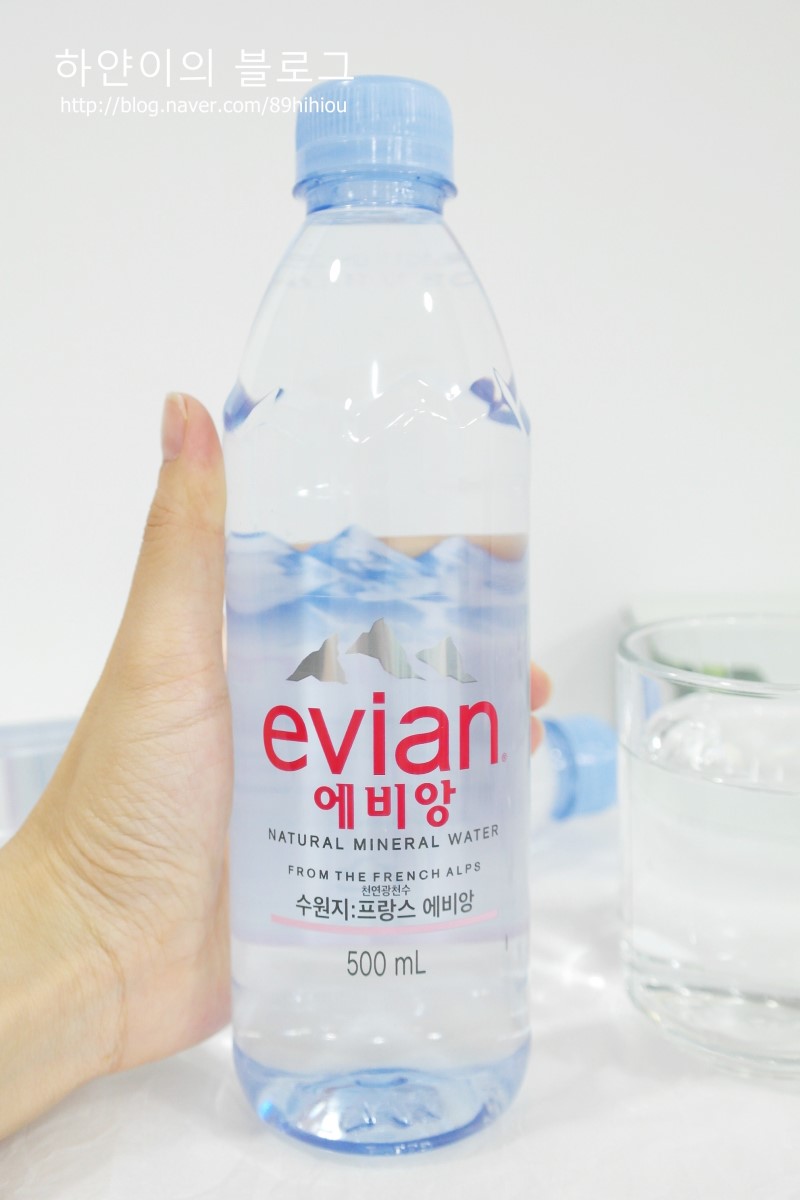 하얀이의 블로그
http://blog.naver.com/89hihiou
evian®
에비앙
NATURAL MINERAL WATER
FROM THE FRENCH ALPS
천연광천수
수원지:프랑스 에비앙
500 mL